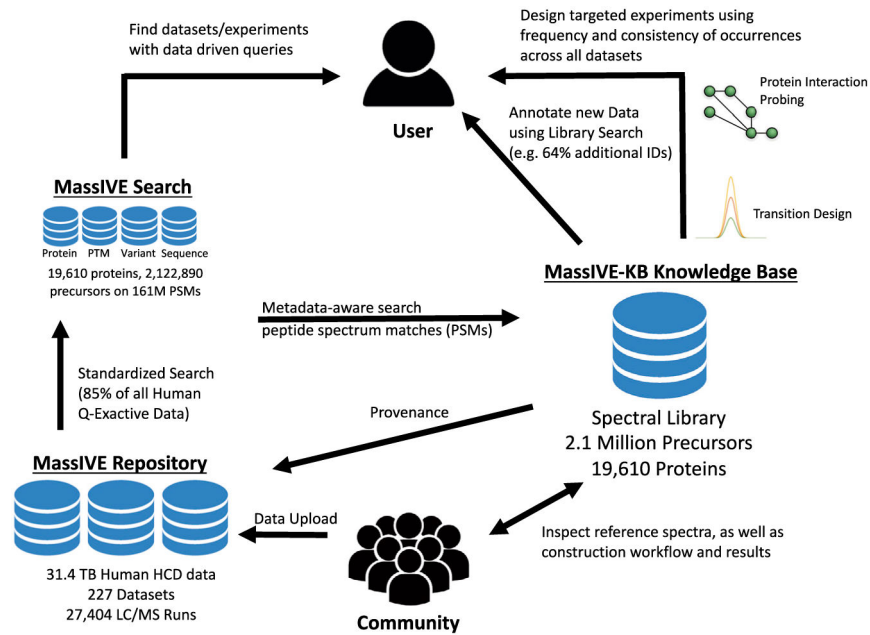 Find datasets/experiments
with data driven queries
Design targeted experiments using
frequency and consistency of occurrences
across all datasets
Protein Interaction
Probing
User
Annotate new Data
using Library Search
(e.g. 64% additional IDs)
Transition Design
MassIVE Search
Protein PTM Variant Sequence
19,610 proteins, 2,122,890
precursors on 161M PSMs
MassIVE-KB Knowledge Base
Metadata-aware search
peptide spectrum matches (PSMs)
Standardized Search
(85% of all Human
Q-Exactive Data)
Provenance
Spectral Library
2.1 Million Precursors
19,610 Proteins
MassIVE Repository
Data Upload
Inspect reference spectra, as well as
construction workflow and results
31.4 TB Human HCD data
227 Datasets
27,404 LC/MS Runs
Community